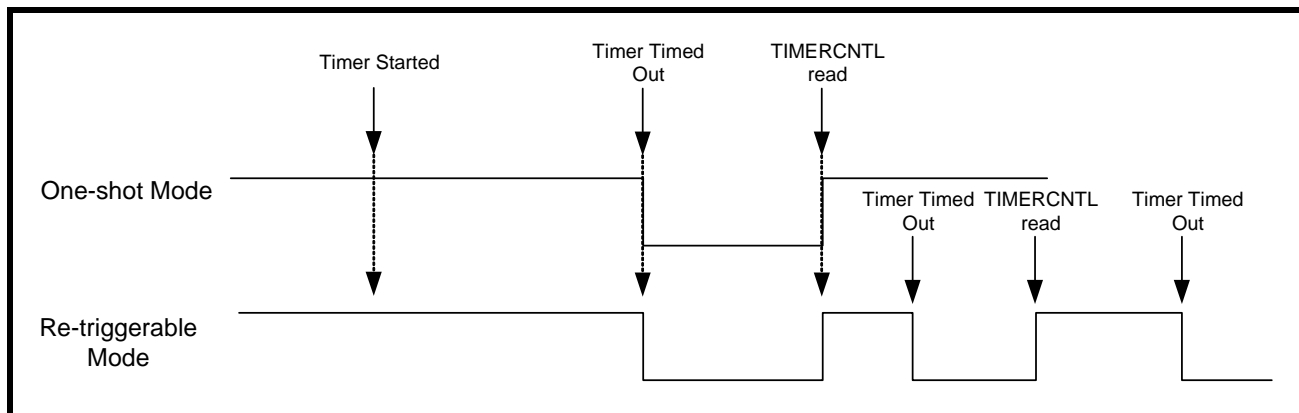 Timer Started
Timer Timed
Out
TIMERCNTL
read
One-shot Mode
Timer Timed
Out
TIMERCNTL
read
Timer Timed
Out
Re-triggerable
Mode